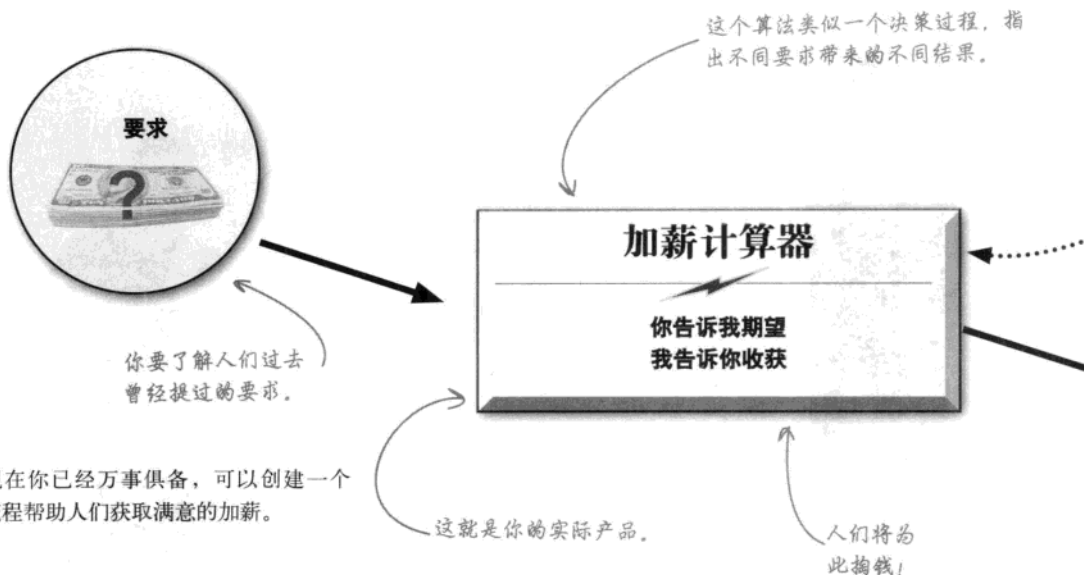 这个算法类似一个决策过程，指
出不同要求带来的不同结果。
要求
?
加薪计算器
你告诉我期望
我告诉你收获
你要了解人们过去
曾经提过的要求。
在你已经万事俱备，可以创建一个
程帮助人们获取满意的加薪。
这就是你的实际产品。
人们将为
此掏钱！